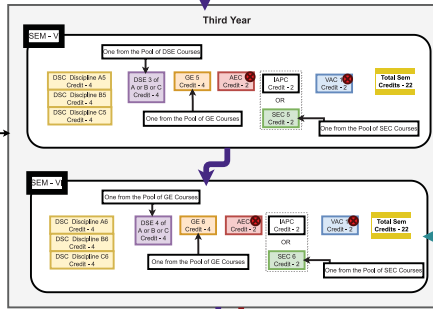 Third Year
SEM - V
One from the Pool of DSE Courses
DSC Discipline A5
Credit - 4
DSC Discipline B5
Credit - 4
DSC Discipline C5
Credit - 4
DSE 3 of
A or B or C
Credit - 4
GE 5
Credit - 4
AEC
Credit - 2
IAPC
Credit - 2
OR
SEC 5
Credit - 2
VAC
Credit - 2
Total Sem
Credits - 22
One from the Pool of GE Courses
One from the Pool of SEC Courses
SEM - V
One from the Pool of GE Courses
DSC Discipline A6
Credit - 4
DSC Discipline B6
Credit - 4
DSC Discipline C6
Credit - 4
DSE 4 of
A or B or C
Credit - 4
GE 6
Credit - 4
AEC
Credit - 2
IAPC
Credit - 2
OR
SEC 6
Credit - 2
VAC
Credit - 2
Total Sem
Credits - 22
One from the Pool of GE Courses
One from the Pool of SEC Courses